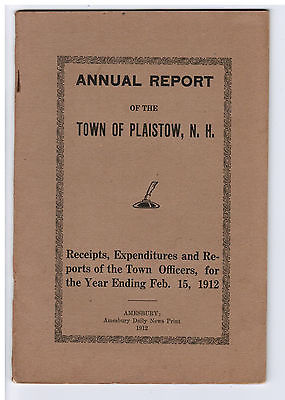 ANNUAL REPORT
OF THE
TOWN OF PLAISTOW, N. H.
Receipts, Expenditures and Re-
ports of the Town Officers, for
the Year Ending Feb. 15, 1912
AMESBURY:
Amesbury Daily News Print
1912